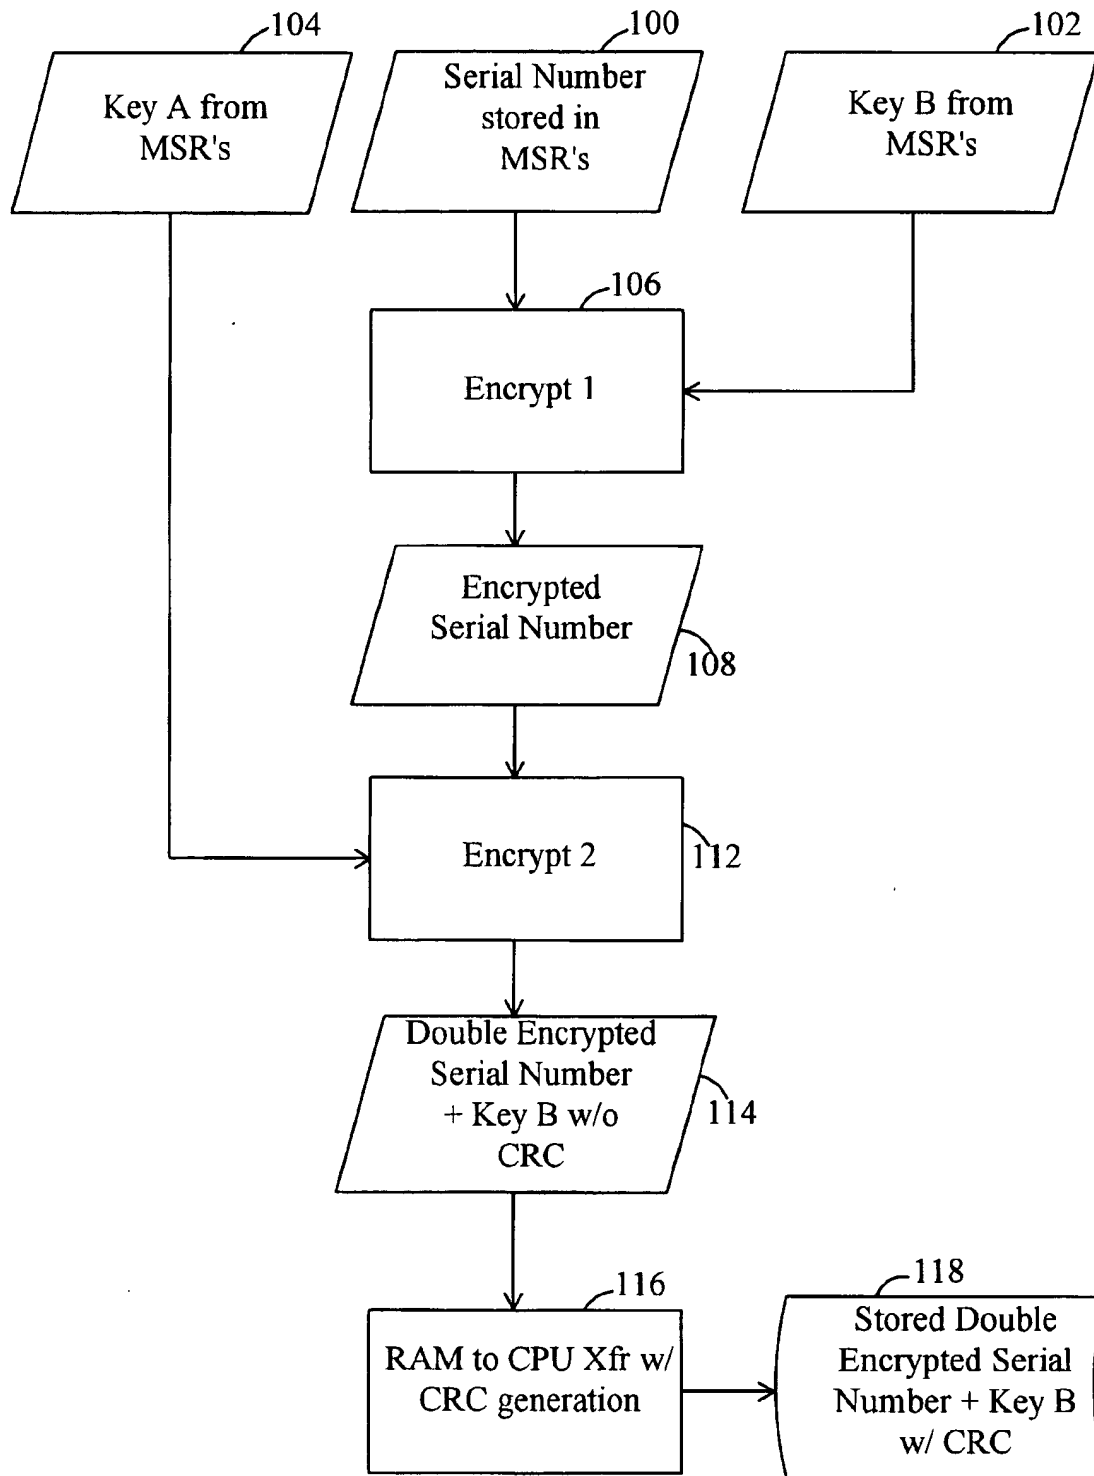 104
100
102
Key A from
MSR's
Serial Number
stored in
MSR's
Key B from
MSR's
106
Encrypt 1
Encrypted
Serial Number
108
Encrypt 2
112
Double Encrypted
Serial Number
+ Key B w/o
CRC
114
116
RAM to CPU Xfr w/
CRC generation
118
Stored Double
Encrypted Serial
Number + Key B
w/ CRC